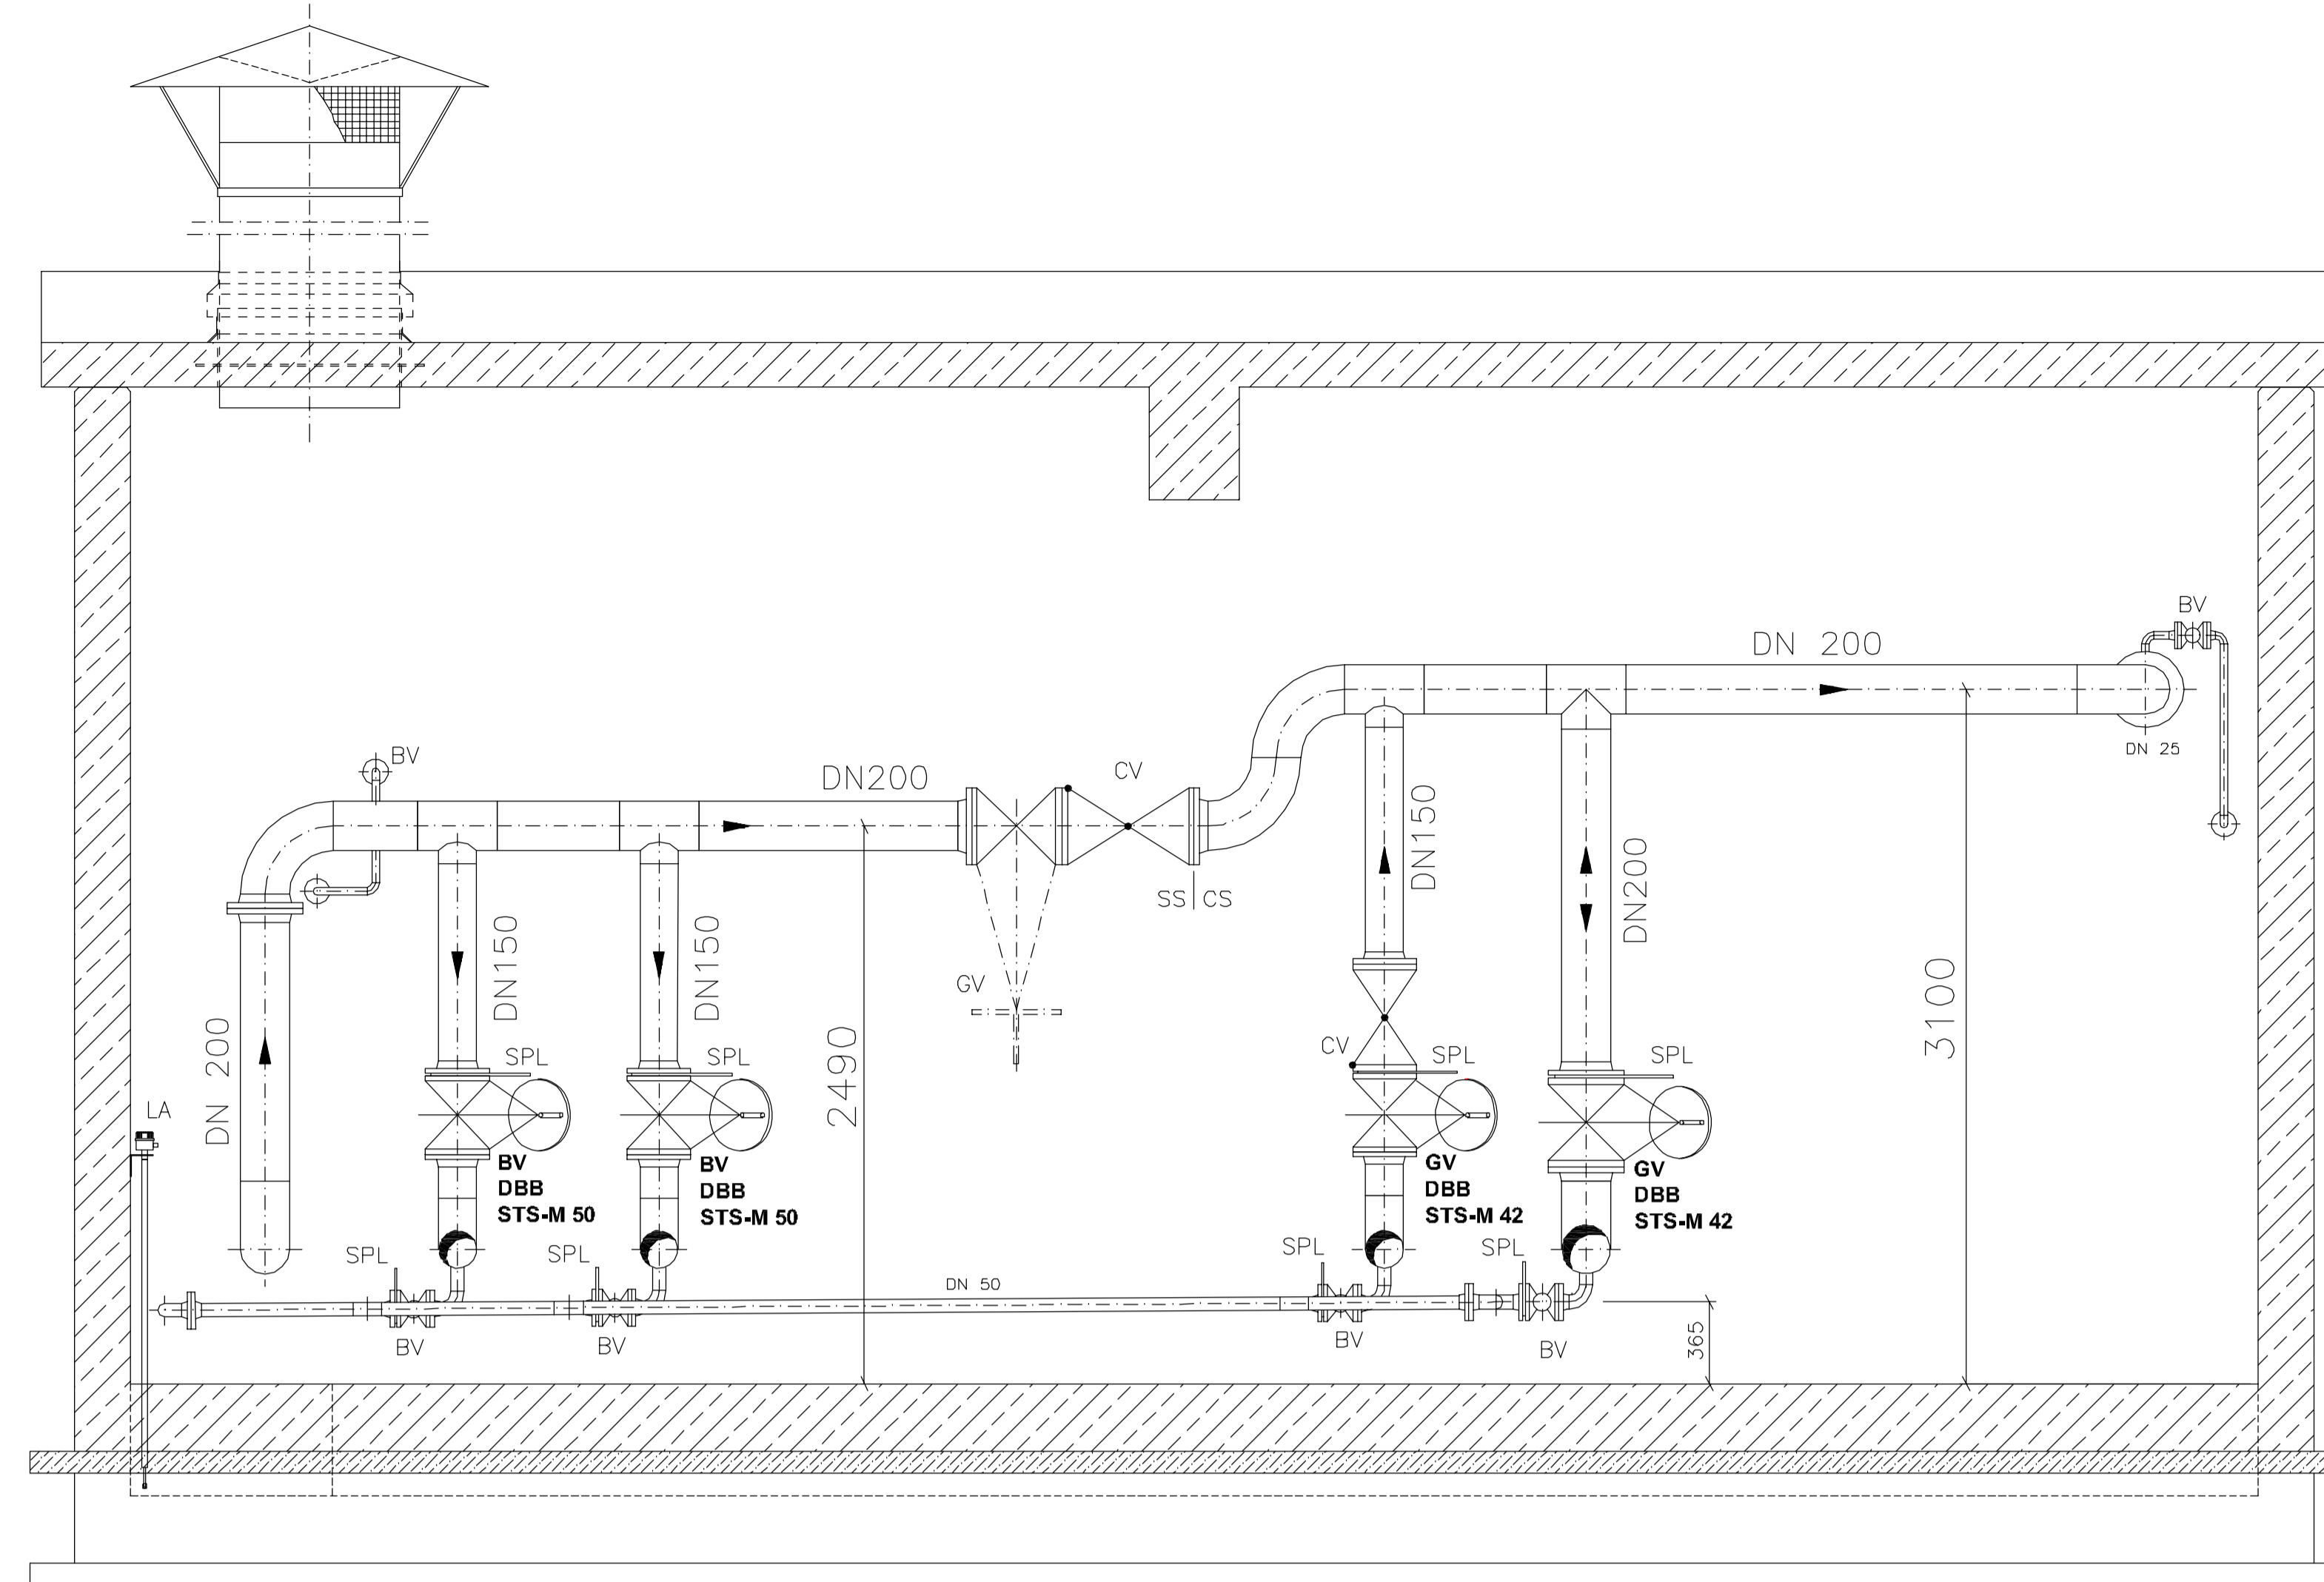 BV
DN 200
DN 25
BV
DN200
CV
SS CS
DN150
DN200
DN150
DN150
GV
3100
DN 200
2490
LA
SPL
SPL
CV
SPL
SPL
BV
DBB
STS-M 50
BV
DBB
STS-M 50
GV
DBB
STS-M 42
GV
DBB
STS-M 42
SPL
SPL
SPL
SPL
DN 50
BV
BV
BV
BV
365